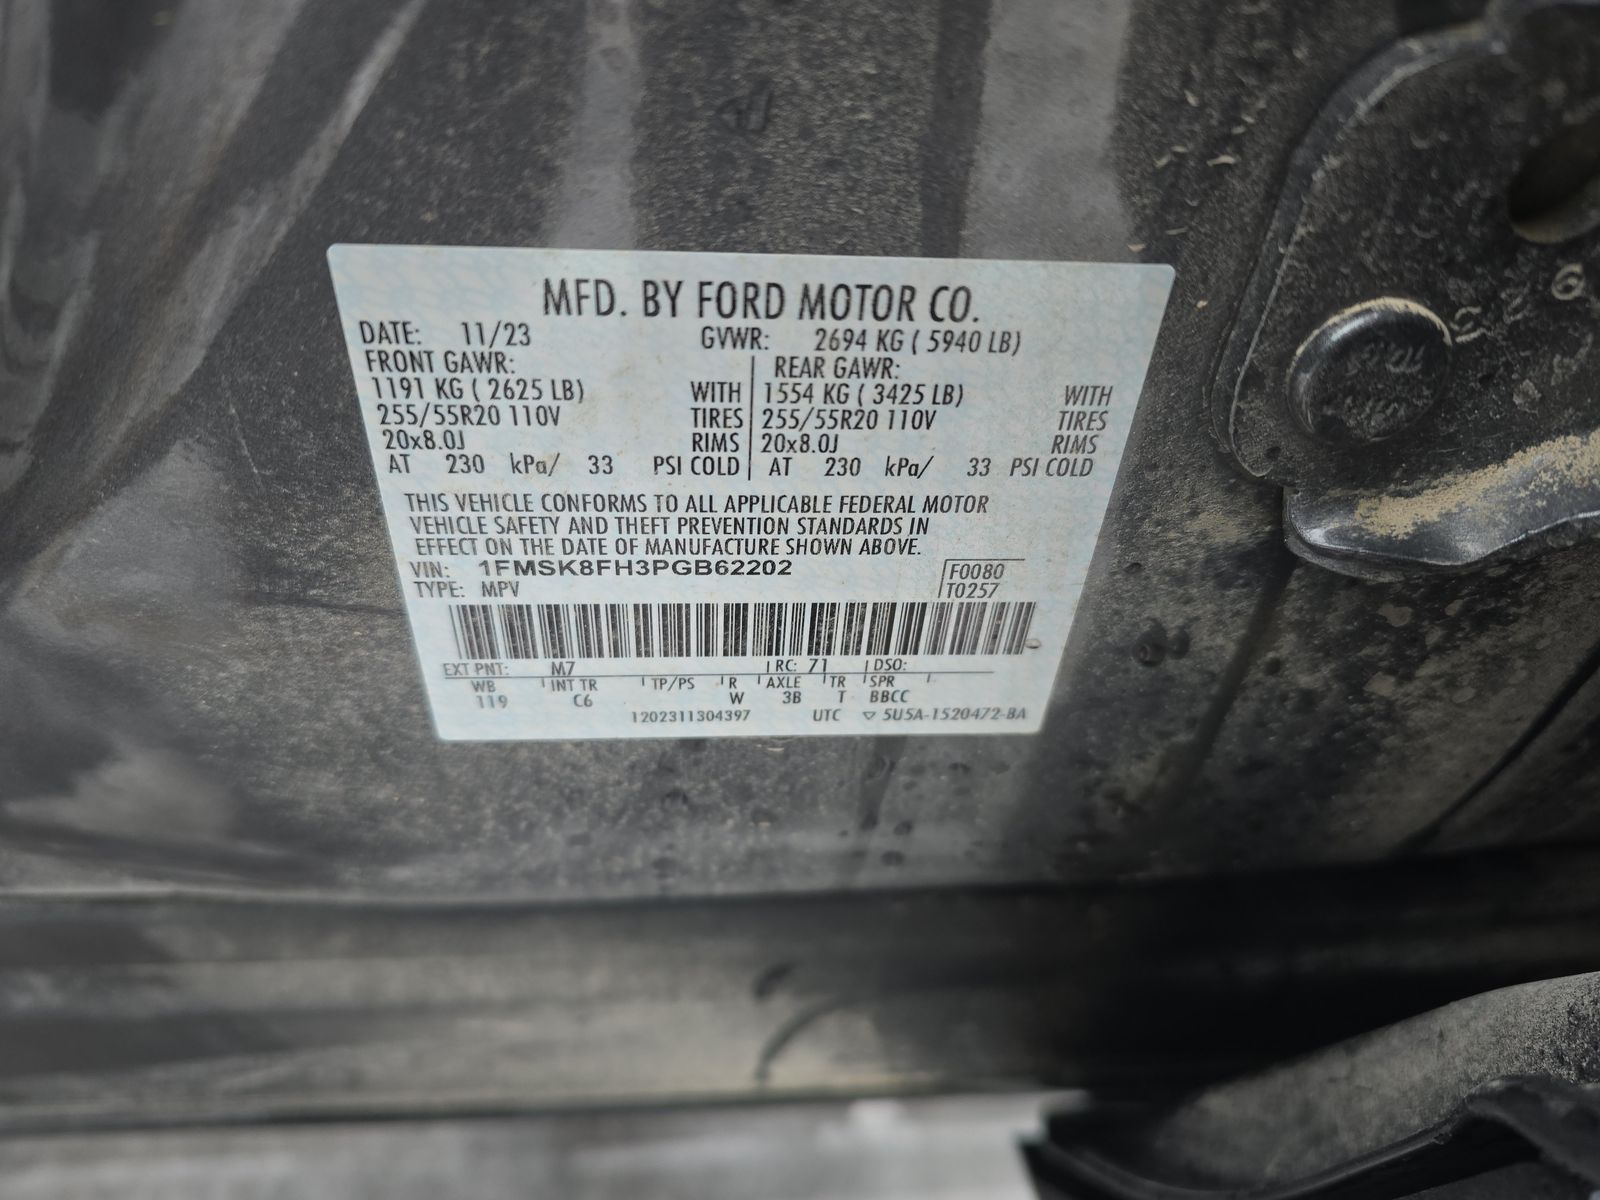 MFD. BY FORD MOTOR CO.
DATE: 11/23 GVWR: 2694 KG ( 5940 LB)
FRONT GAWR: REAR GAWR:
1191 KG ( 2625 LB) WITH 1554 KG ( 3425 LB) WITH
255/55R20 110V TIRES 255/55R20 110V TIRES
20x8.0J RIMS 20x8.0J RIMS
AT 230 kPa/ 33 PSI COLD AT 230 kPa/ 33 PSI COLD
THIS VEHICLE CONFORMS TO ALL APPLICABLE FEDERAL MOTOR
VEHICLE SAFETY AND THEFT PREVENTION STANDARDS IN
EFFECT ON THE DATE OF MANUFACTURE SHOWN ABOVE.
VIN: 1FMSK8FH3PGB62202 F0080
TYPE: MPV T0257
EXT PNT: M7 RC: 71 DSO:
WB INT TR TP/PS R AXLE TR SPR
119 C6 W 3B T BBCC
1202311304397 UTC ▽ 5U5A-1520472-BA